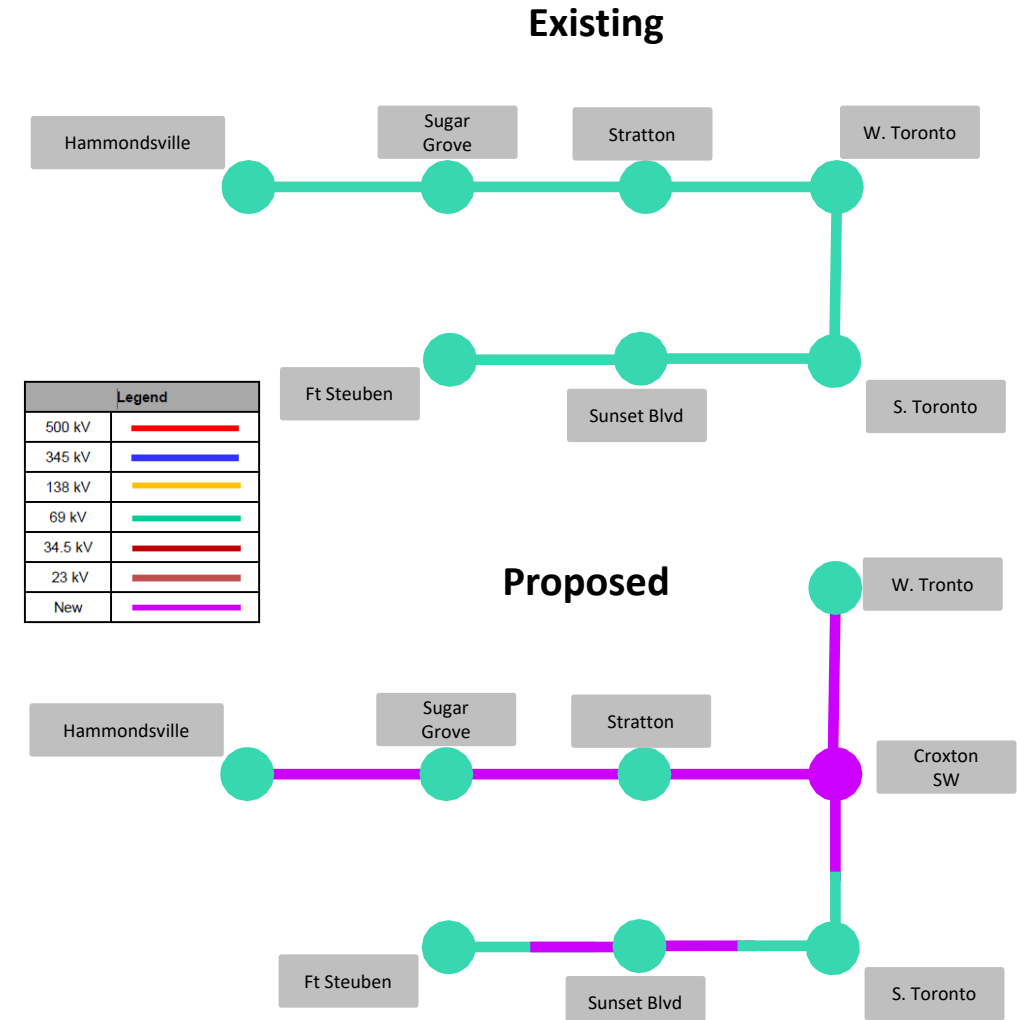 Existing
Hammondsville
Sugar
Grove
Stratton
W. Toronto
Ft Steuben
Sunset Blvd
S. Toronto
Legend
500 kV
345 kV
138 kV
69 kV
34.5 kV
23 kV
New
Proposed
W. Tronto
Hammondsville
Sugar
Grove
Stratton
Croxton
SW
Ft Steuben
Sunset Blvd
S. Toronto